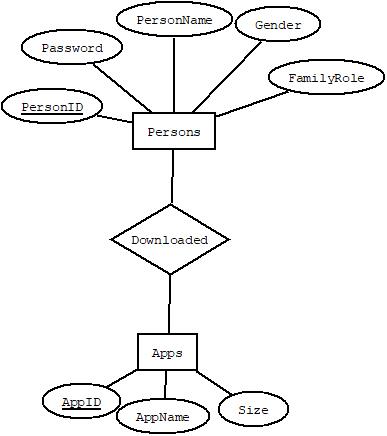 PersonName
Gender
Password
FamilyRole
PersonID
Persons
Downloaded
Apps
AppID
AppName
Size